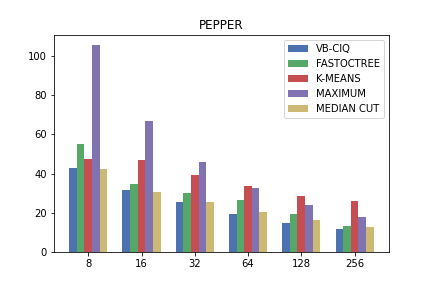 PEPPER
VB-CIQ
FASTOCTREE
K-MEANS
MAXIMUM
MEDIAN CUT
100
80
60
40
20
0
8 16 32 64 128 256